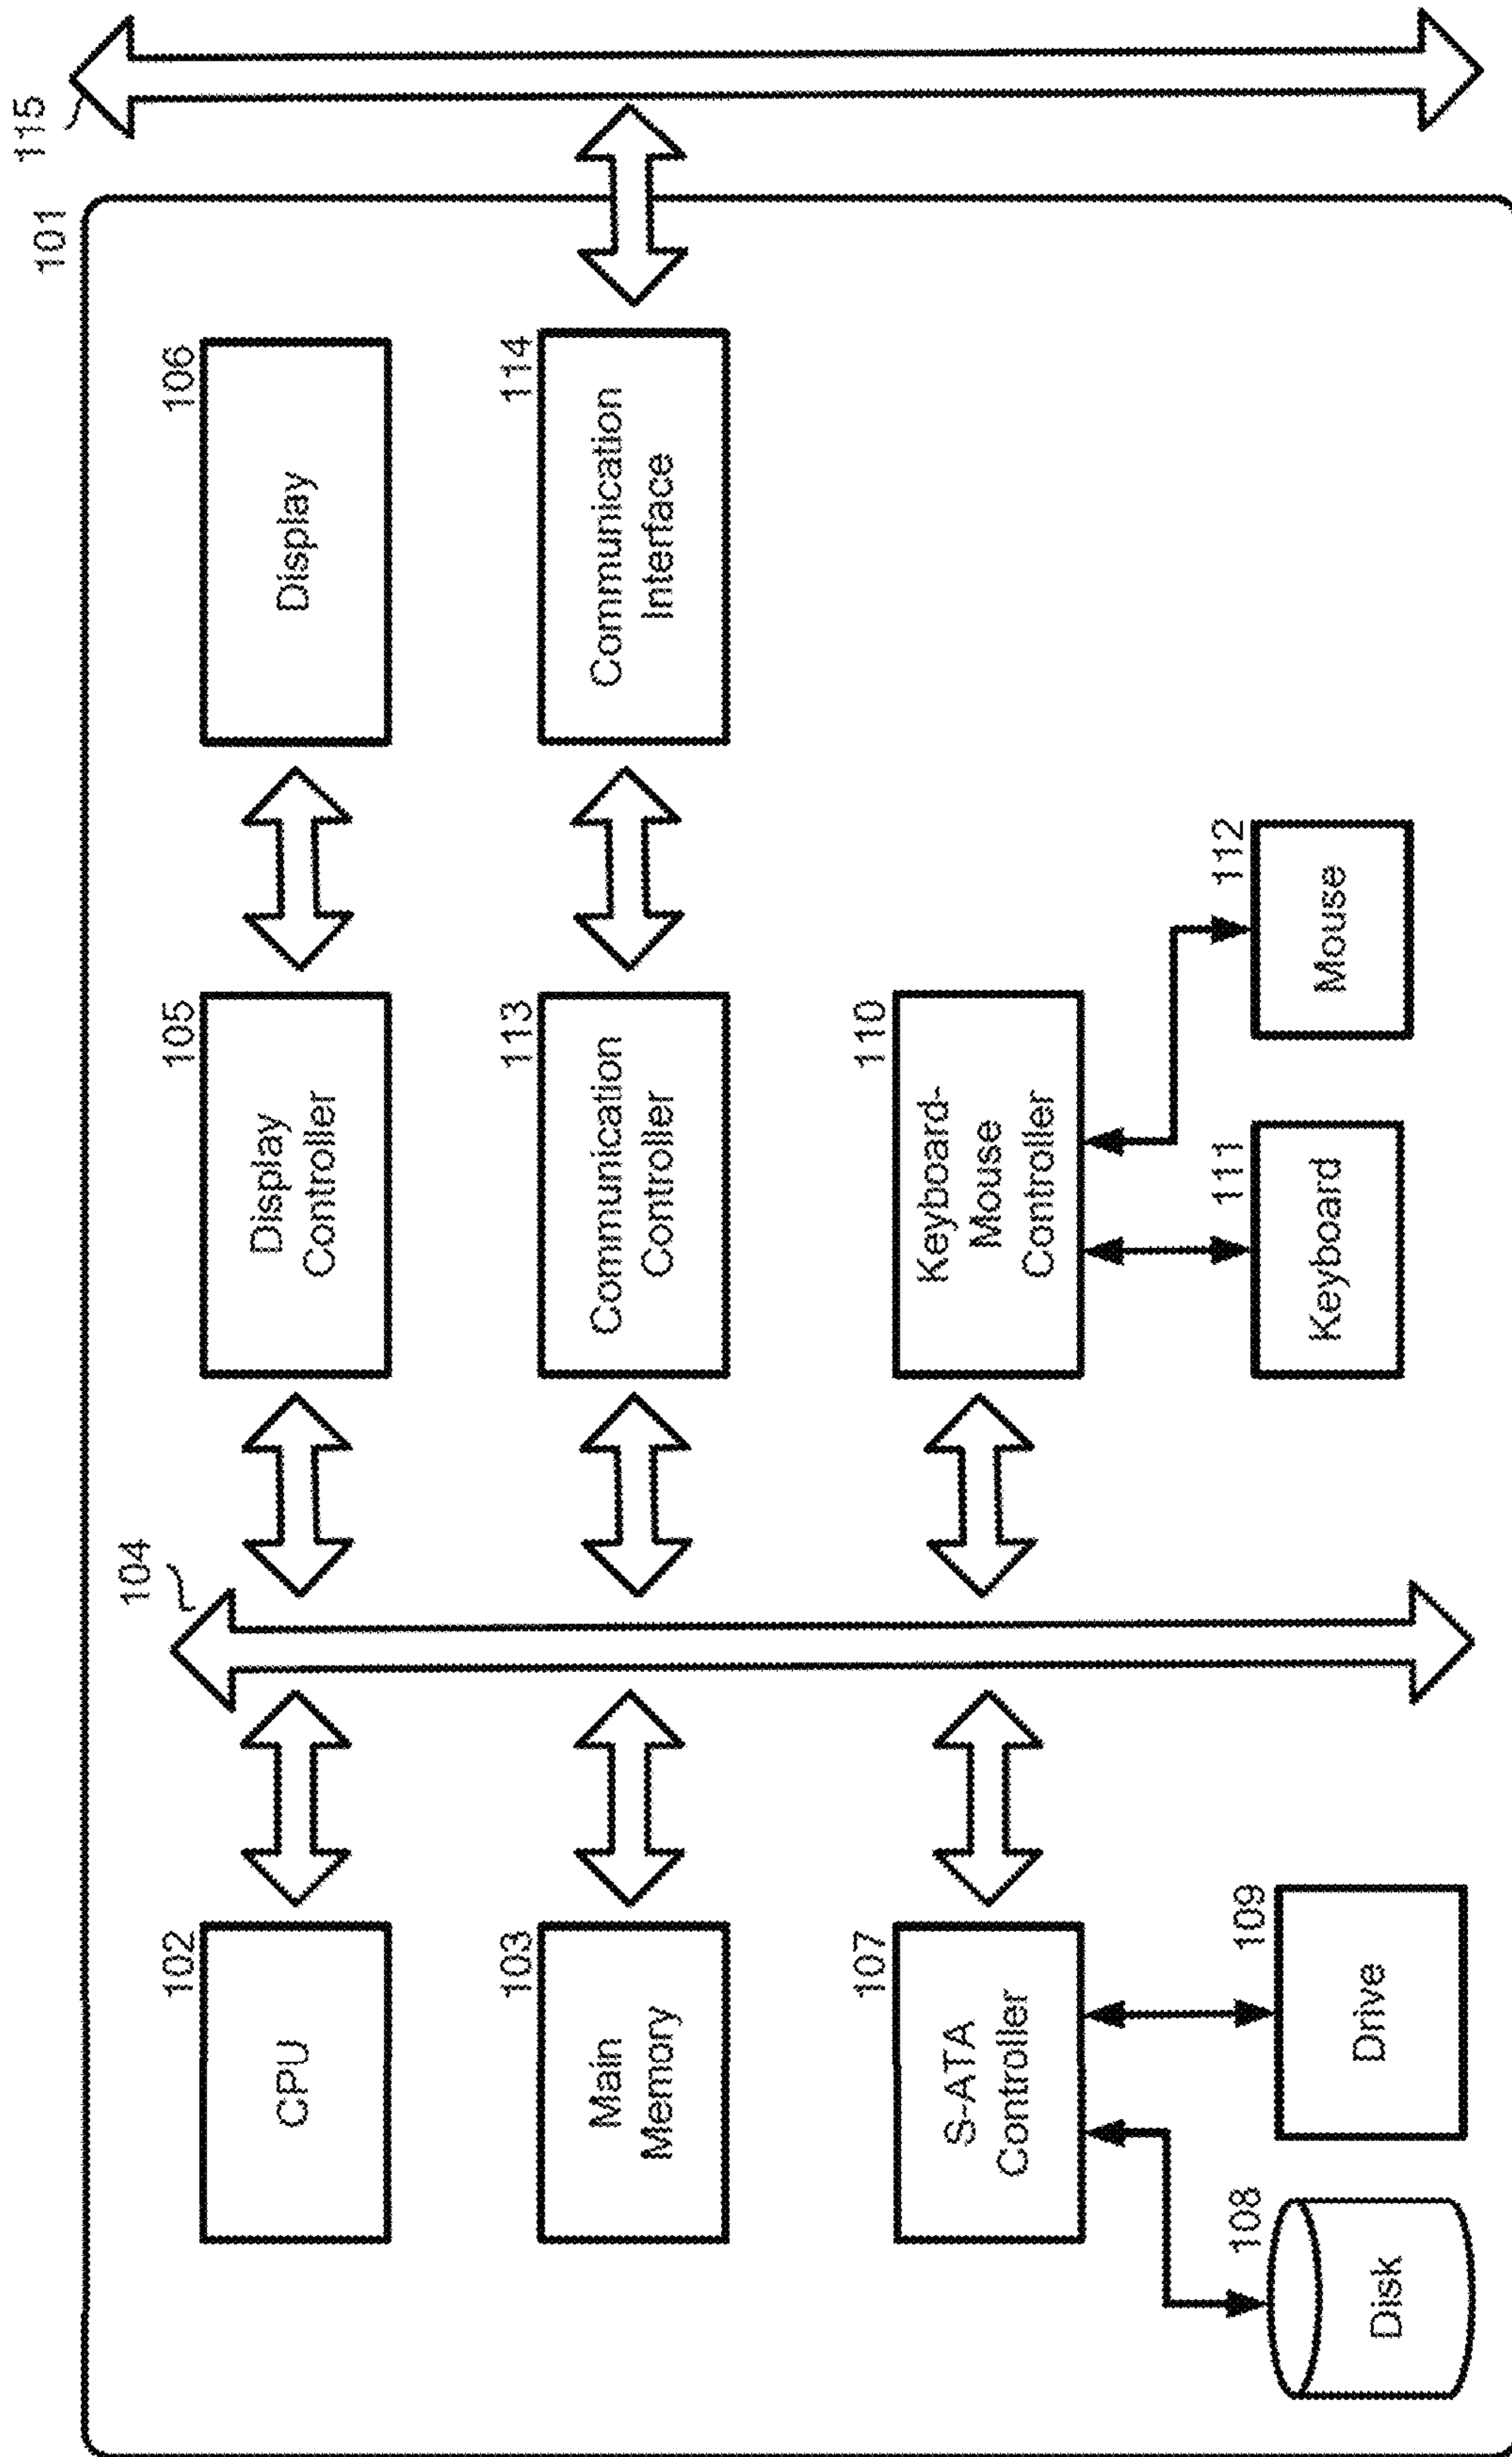 101
115
102
CPU
105
Display
Controller
106
Display
104
103
Main
Memory
113
Communication
Controller
114
Communication
Interface
107
S-ATA
Controller
110
Keyboard-
Mouse
Controller
108
Disk
109
Drive
111
Keyboard
112
Mouse